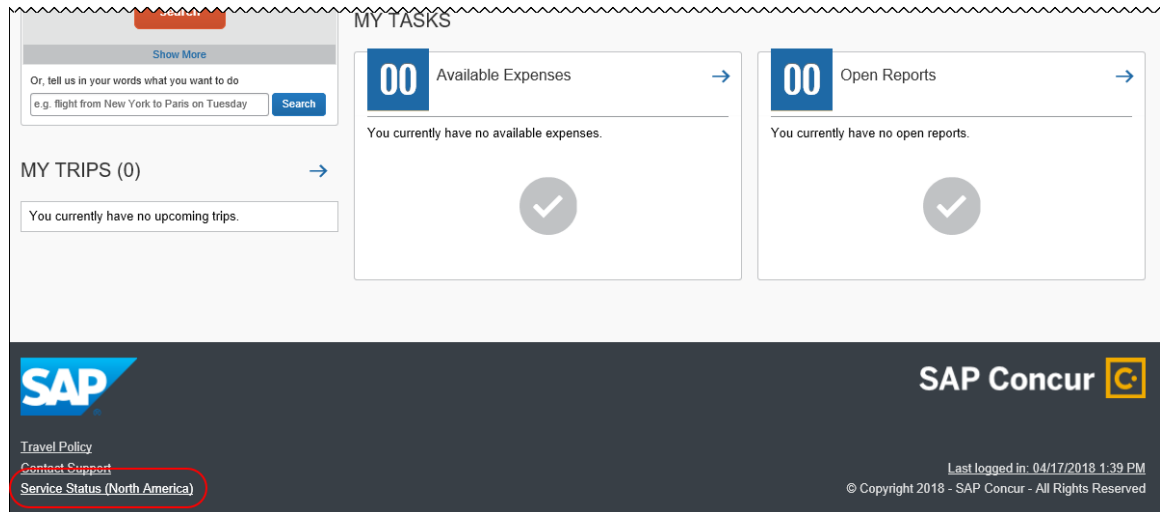 Search
Show More
Or, tell us in your words what you want to do
e.g. flight from New York to Paris on Tuesday
Search
MY TRIPS (0)
You currently have no upcoming trips.
MY TASKS
00
Available Expenses
You currently have no available expenses.
00
Open Reports
You currently have no open reports.
SAP
®
SAP Concur C.
Travel Policy
Contact Support
Service Status (North America)
Last logged in: 04/17/2018 1:39 PM
© Copyright 2018 - SAP Concur - All Rights Reserved